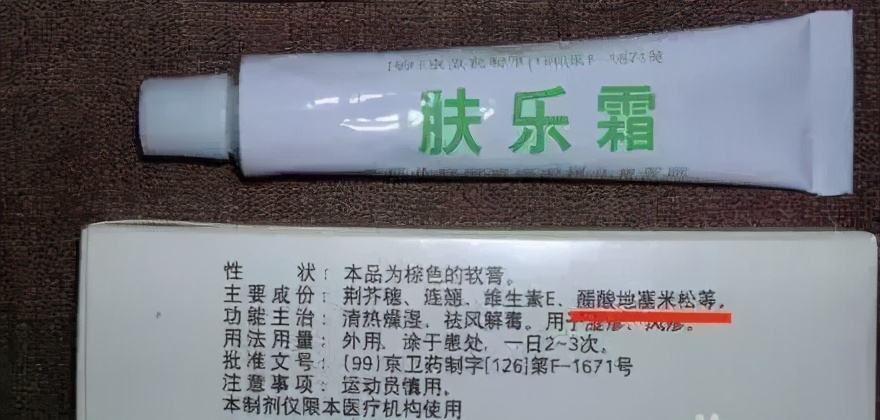 肤乐霜
性 状：本品为棕色的软膏。
主要成份：荆芥穗、连翘、维生素E、醋酸地塞米松等。
功能主治：清热燥湿，祛风解毒。用于湿疹、风疹。
用法用量：外用，涂于患处，一日2~3次。
批准文号：(99)京卫药制字[126]第F-1671号
注意事项：运动员慎用。
本制剂仅限本医疗机构使用